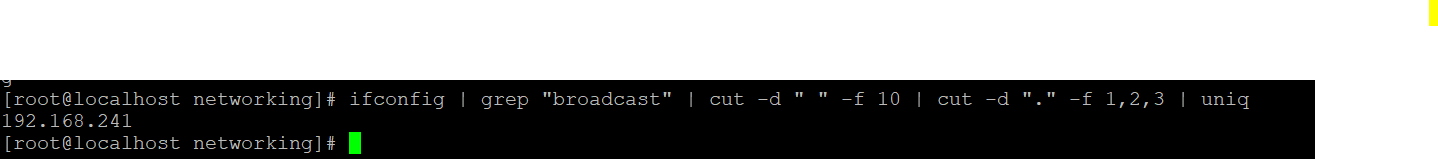 [root@localhost networking]# ifconfig | grep "broadcast" | cut -d " " -f 10 | cut -d "." -f 1,2,3 | uniq
192.168.241
[root@localhost networking]#